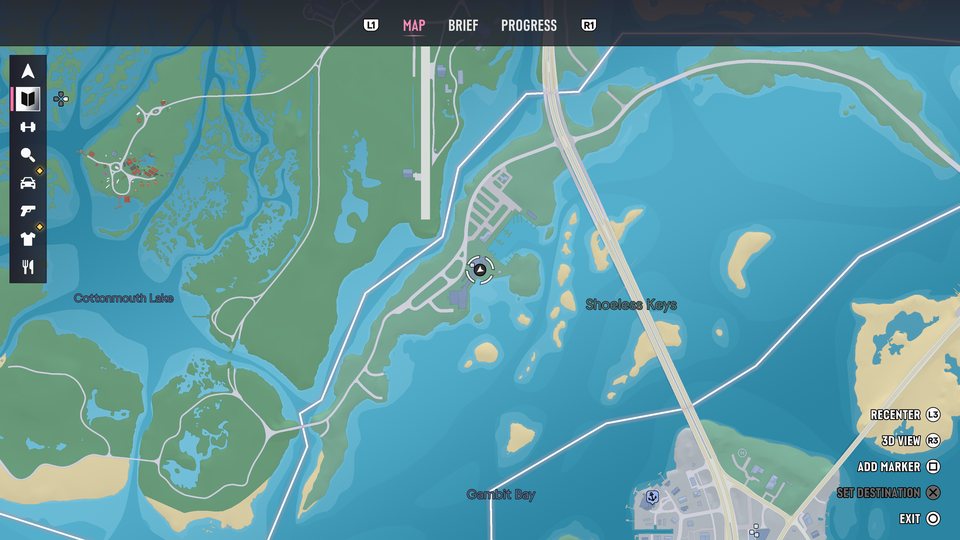 L1 MAP BRIEF PROGRESS R1
Cottonmouth Lake
Shoeless Keys
Gambit Bay
RECENTER L3
3D VIEW R3
ADD MARKER
SET DESTINATION
EXIT